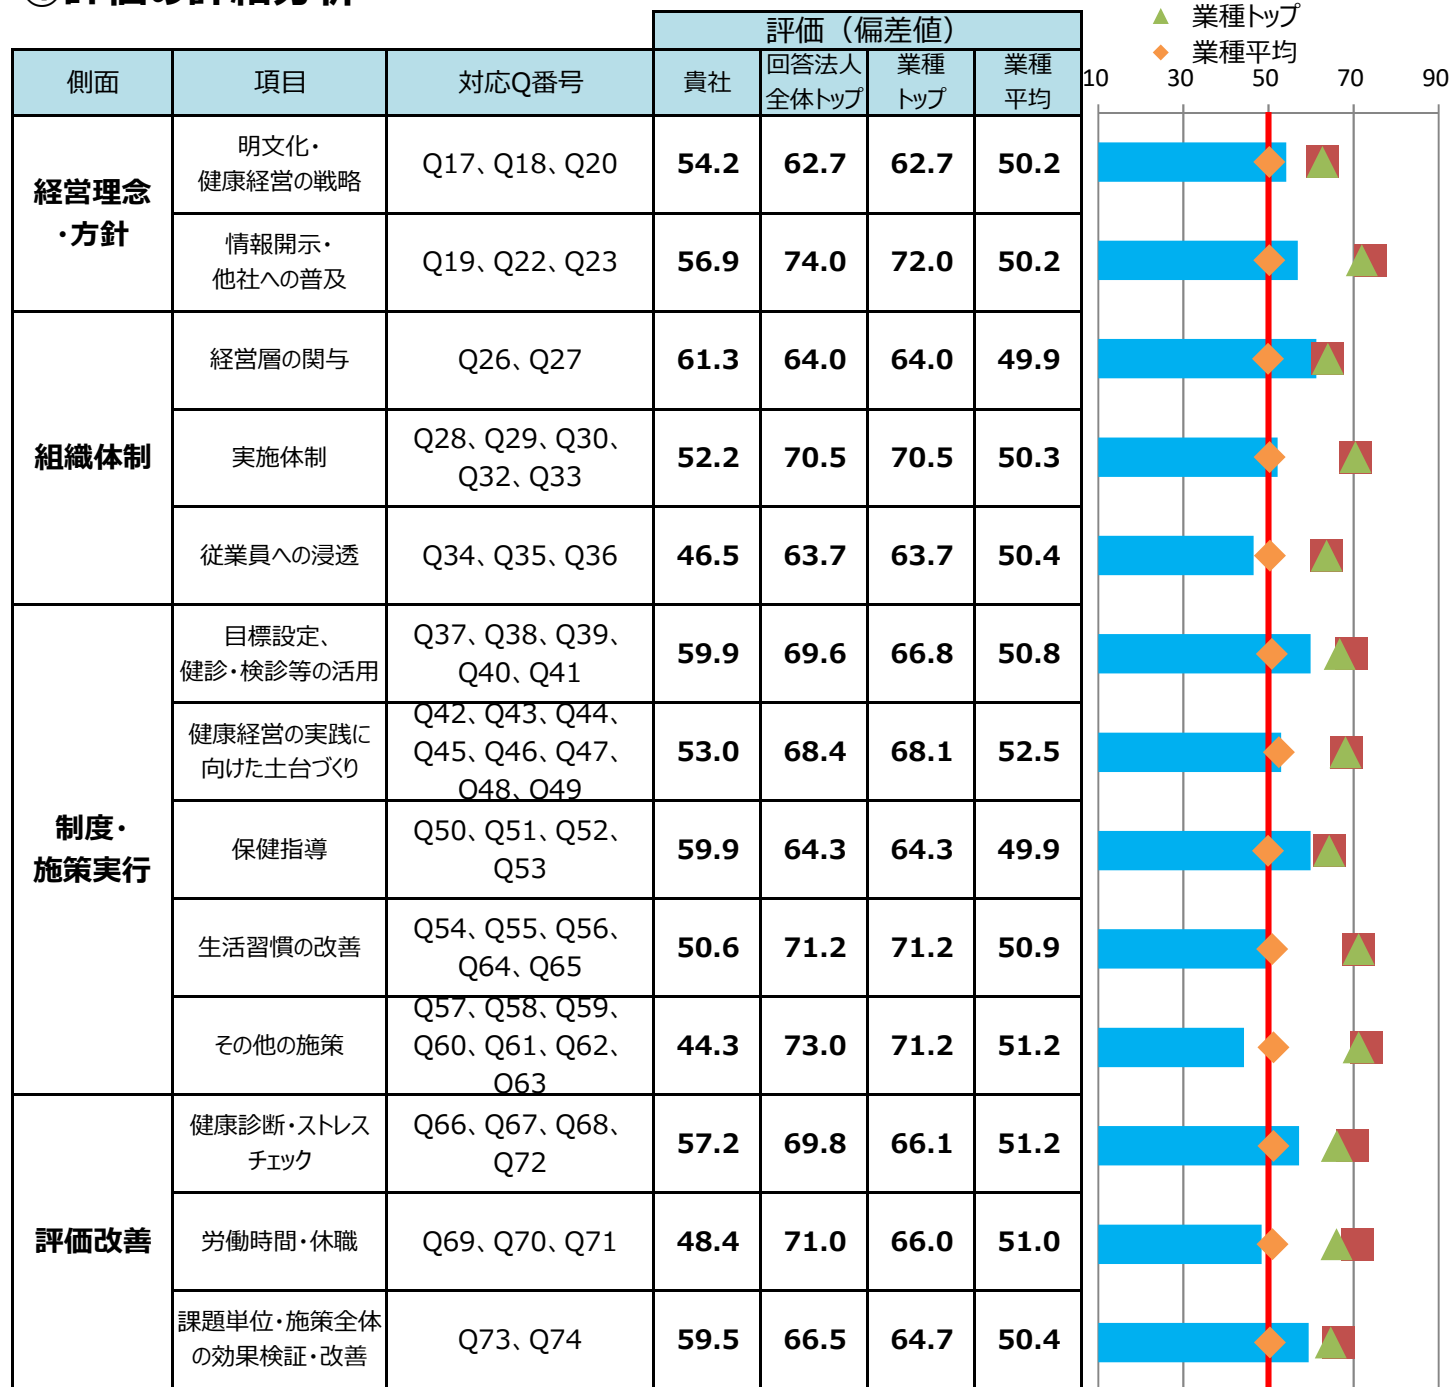 評価（偏差値）
業種トップ
業種平均
側面
項目
対応Q番号
貴社
回答法人
全体トップ
業種
トップ
業種
平均
10 30 50 70 90
経営理念
・方針
明文化・
健康経営の戦略
Q17、Q18、Q20
54.2 62.7 62.7 50.2
情報開示・
他社への普及
Q19、Q22、Q23
56.9 74.0 72.0 50.2
組織体制
経営層の関与
Q26、Q27
61.3 64.0 64.0 49.9
実施体制
Q28、Q29、Q30、
Q32、Q33
52.2 70.5 70.5 50.3
従業員への浸透
Q34、Q35、Q36
46.5 63.7 63.7 50.4
制度・
施策実行
目標設定、
健診・検診等の活用
Q37、Q38、Q39、
Q40、Q41
59.9 69.6 66.8 50.8
健康経営の実践に
向けた土台づくり
Q42、Q43、Q44、
Q45、Q46、Q47、
Q48、Q49
53.0 68.4 68.1 52.5
保健指導
Q50、Q51、Q52、
Q53
59.9 64.3 64.3 49.9
生活習慣の改善
Q54、Q55、Q56、
Q64、Q65
50.6 71.2 71.2 50.9
その他の施策
Q57、Q58、Q59、
Q60、Q61、Q62、
Q63
44.3 73.0 71.2 51.2
評価改善
健康診断・ストレス
チェック
Q66、Q67、Q68、
Q72
57.2 69.8 66.1 51.2
労働時間・休職
Q69、Q70、Q71
48.4 71.0 66.0 51.0
課題単位・施策全体
の効果検証・改善
Q73、Q74
59.5 66.5 64.7 50.4